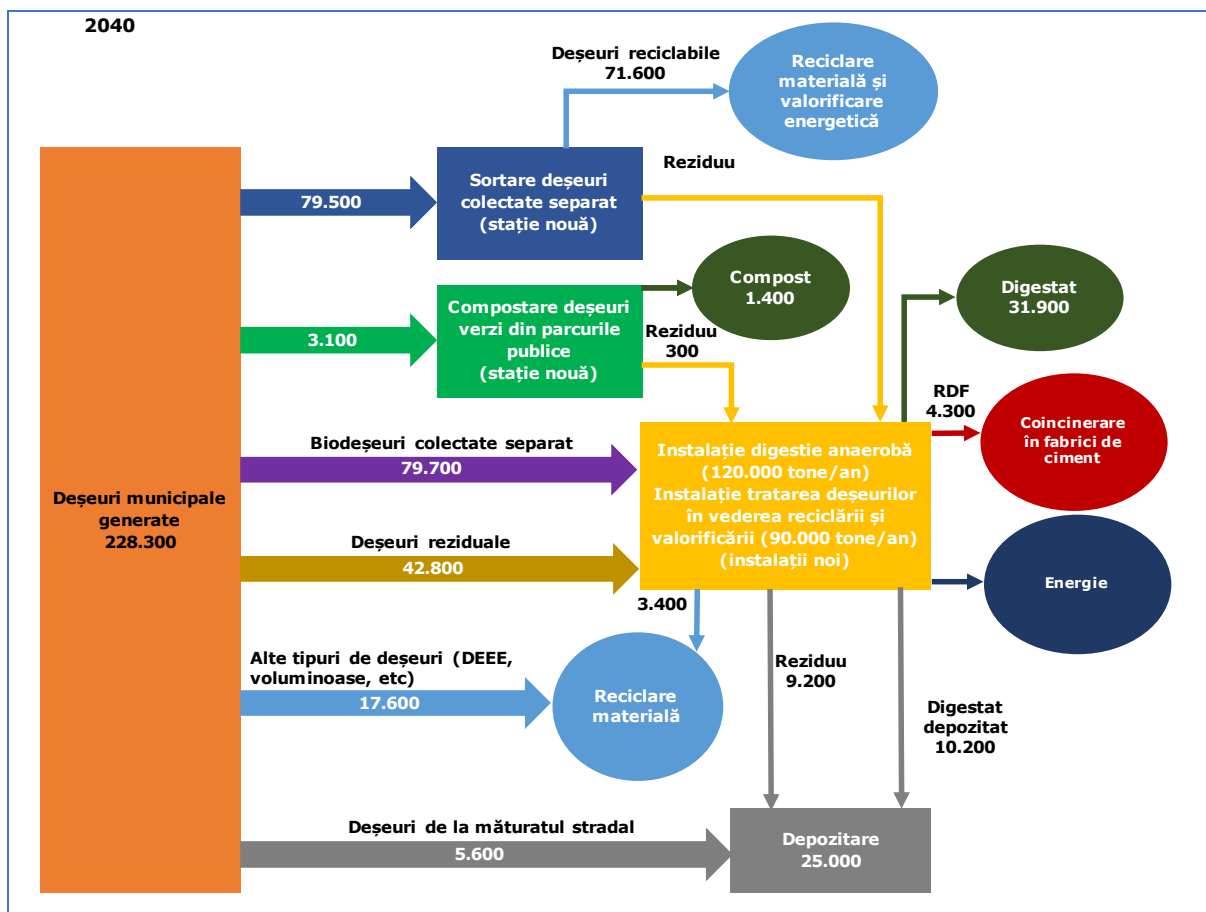 2040
Deșeuri reciclabile
71.600
Reciclare
materială și
valorificare
energetică
Reziduu
Sortare deșeuri
colectate separat
(stație nouă)
79.500
Compost
1.400
Digestat
31.900
Compostare deșeuri
verzi din parcurile
publice
(stație nouă)
3.100
Reziduu
300
RDF
4.300
Coincinerare
în fabrici de
ciment
Biodeșeuri colectate separat
79.700
Instalație digestie anaerobă
(120.000 tone/an)
Instalație tratarea deșeurilor
în vederea reciclării și
valorificării (90.000 tone/an)
(instalații noi)
Deșeuri municipale
generate
228.300
Deșeuri reziduale
42.800
Energie
3.400
Alte tipuri de deșeuri (DEEE,
voluminoase, etc)
17.600
Reciclare
materială
Reziduu
9.200
Digestat
depozitat
10.200
Deșeuri de la măturatul stradal
5.600
Depozitare
25.000